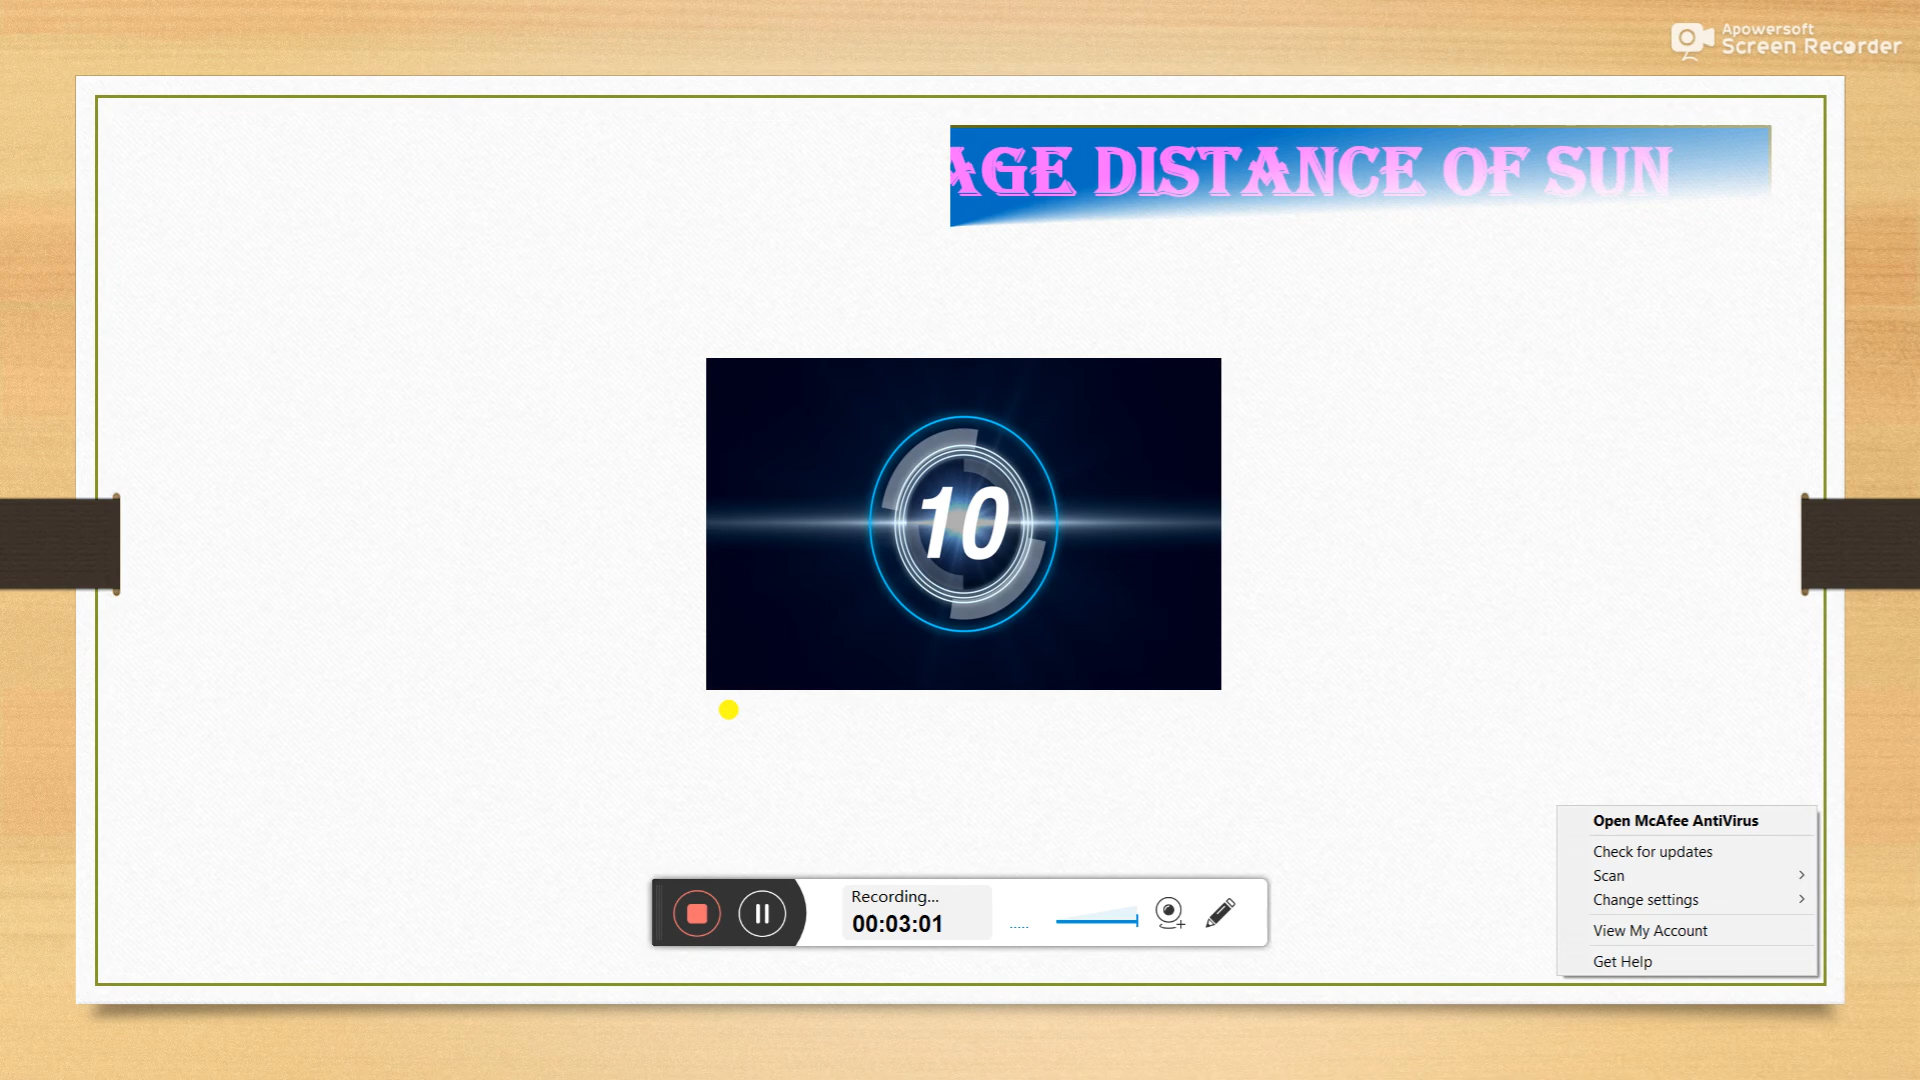 Apowersoft
Screen Recorder
AGE DISTANCE OF SUN
10
Open McAfee AntiVirus
Check for updates
Scan
Change settings
View My Account
Get Help
Recording...
00:03:01